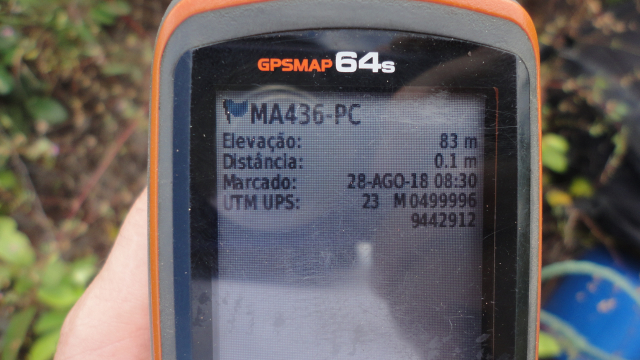 GPSMAP 64s
MA436-PC
Elevação: 83 m
Distância: 0.1 m
Marcado: 28-AGO-18 08:30
UTM UPS: 23 M 0499996
9442912